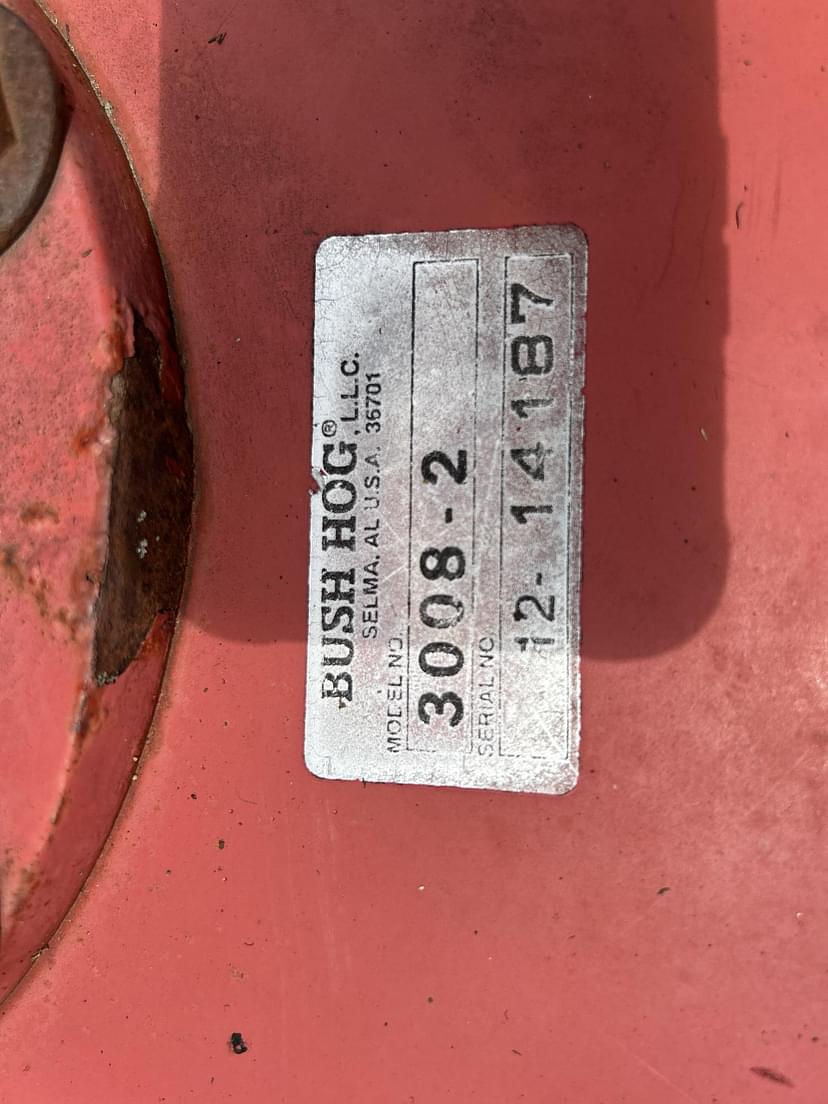 BUSH HOG®, L.L.C.
SELMA, AL U.S.A. 36701
MODEL NO.
3008-2
SERIAL NO.
12-14187